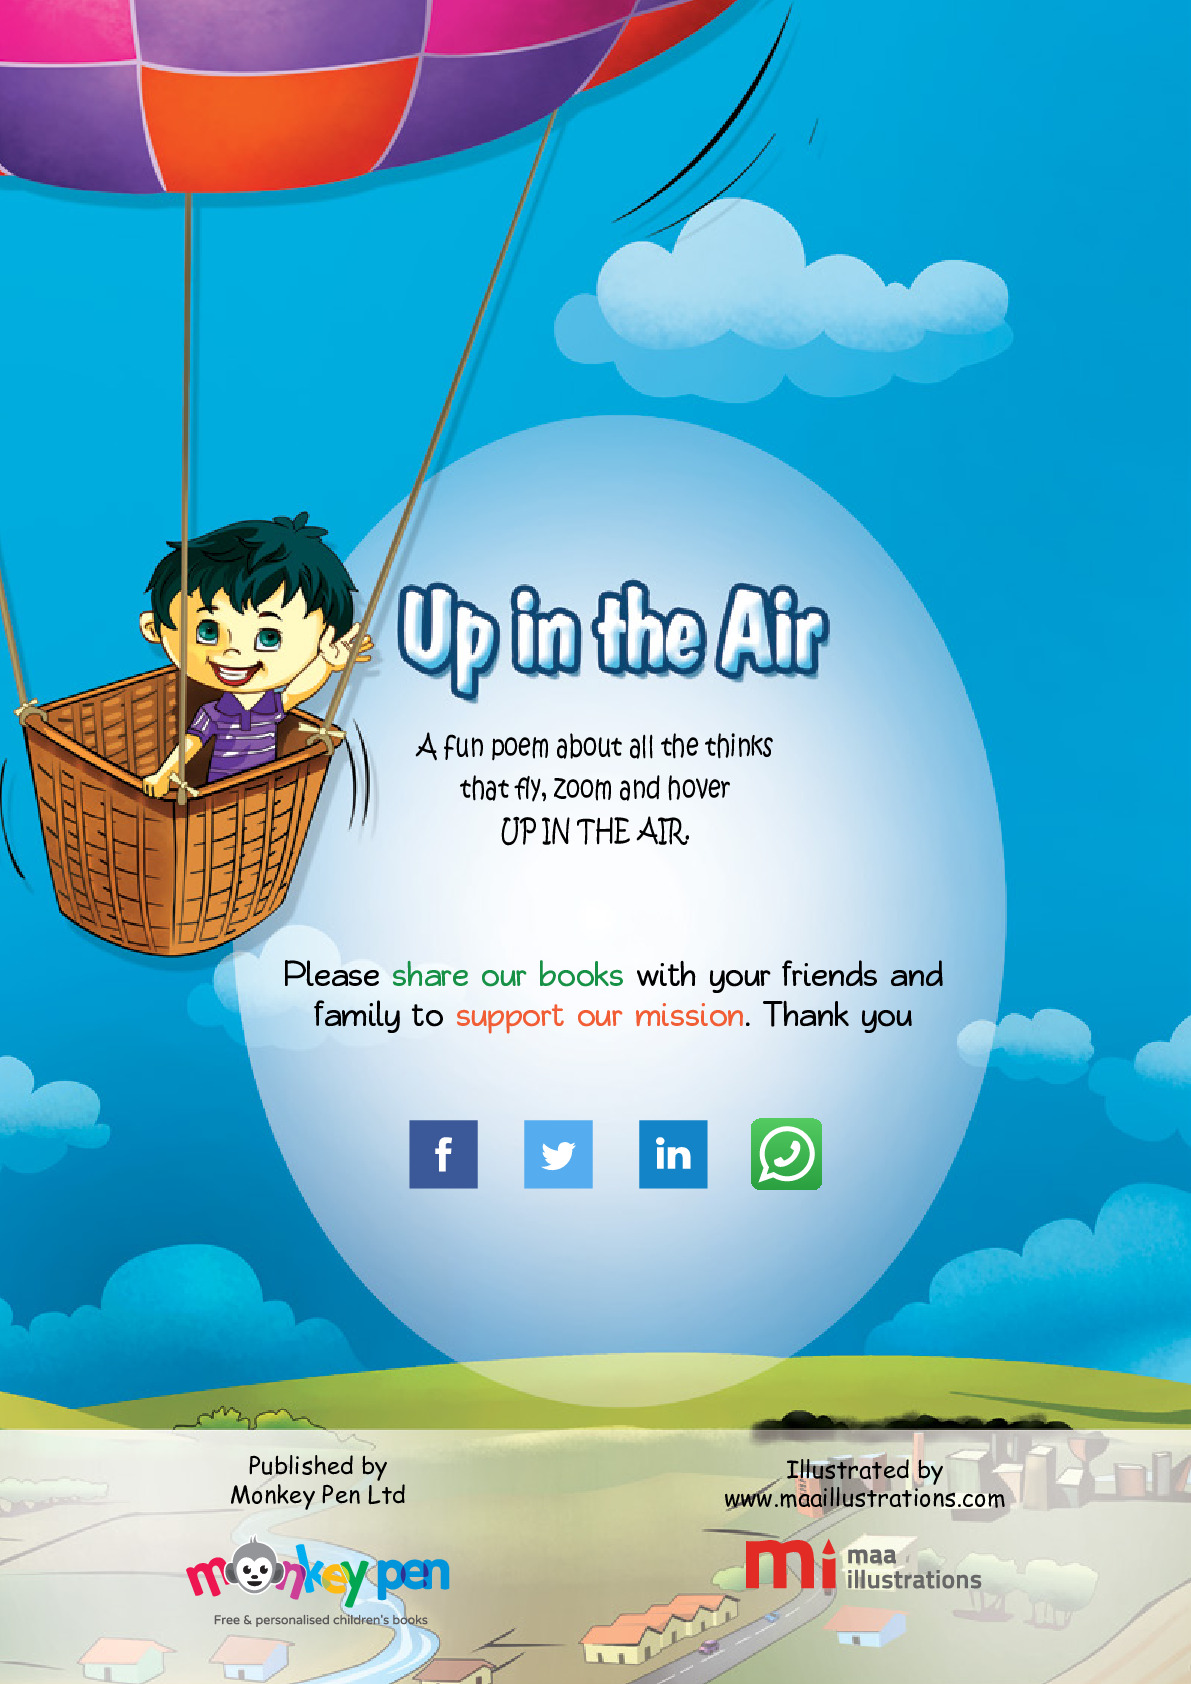 Up in the Air
A fun poem about all the thinks
that fly, zoom and hover
UP IN THE AIR.
Please share our books with your friends and
family to support our mission. Thank you
f
in
Published by
Monkey Pen Ltd
monkey pen
Free & personalised children's books
Illustrated by
www.maaillustrations.com
mi maa
illustrations